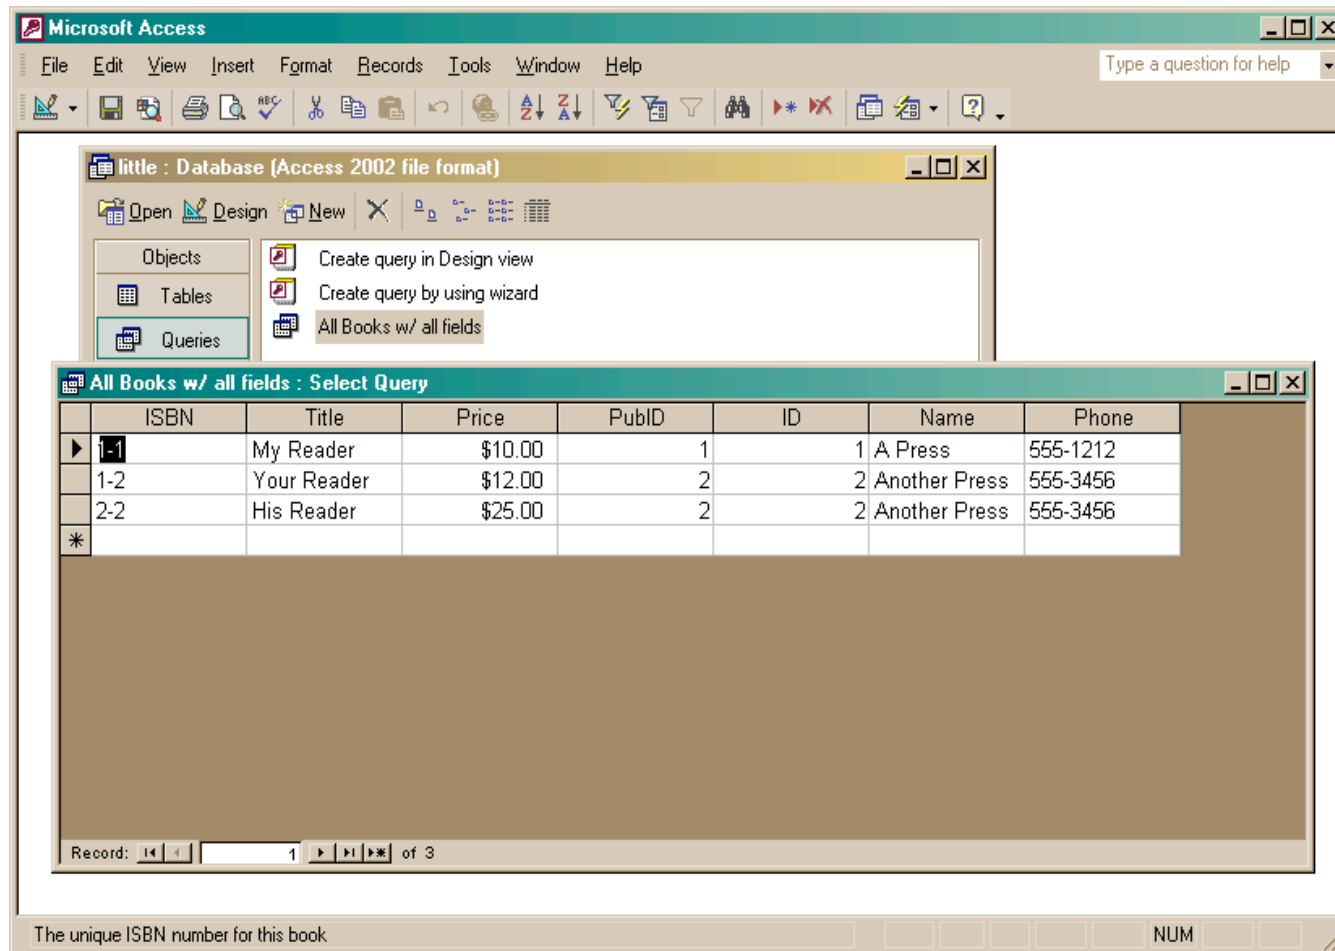 Microsoft Access
File Edit View Insert Format Records Tools Window Help Type a question for help
little : Database (Access 2002 file format)
Open Design New
Objects
Create query in Design view
Tables
Create query by using wizard
Queries
All Books w/ all fields
All Books w/ all fields : Select Query
ISBN Title Price PubID ID Name Phone
1-1 My Reader $10.00 1 1 A Press 555-1212
1-2 Your Reader $12.00 2 2 Another Press 555-3456
2-2 His Reader $25.00 2 2 Another Press 555-3456
Record: 1 of 3
The unique ISBN number for this book NUM